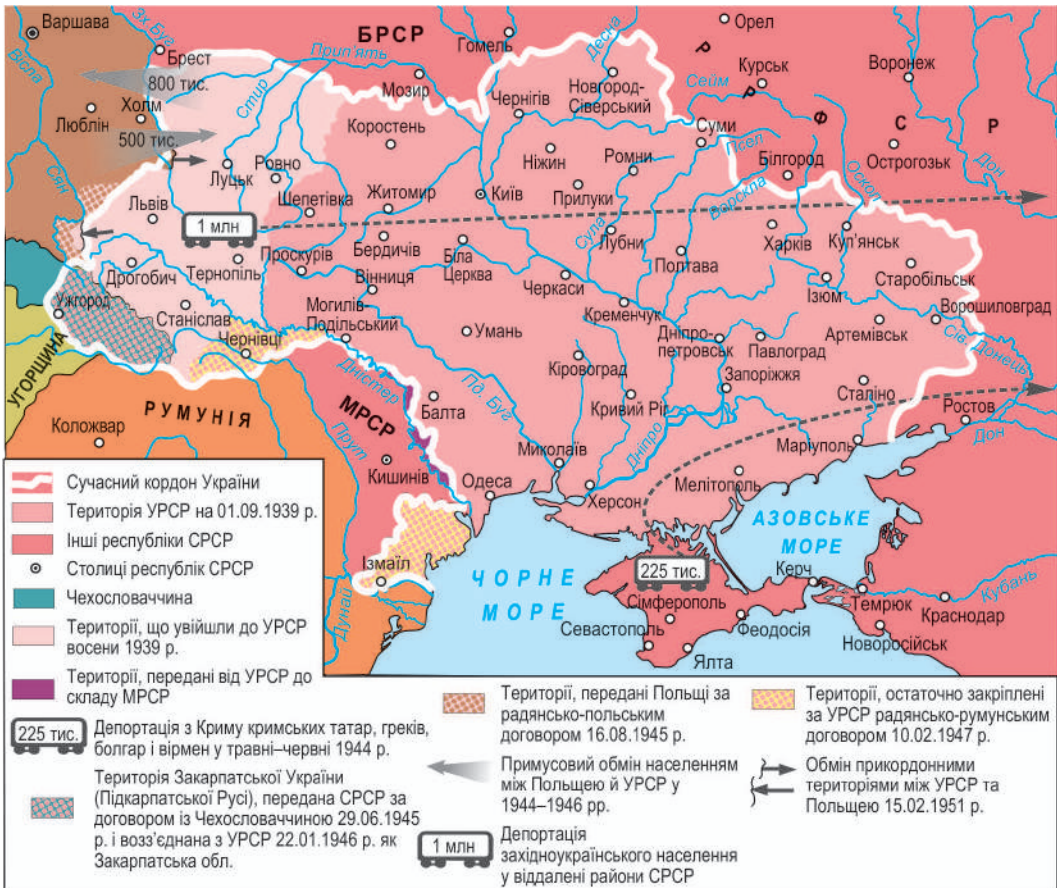 Варшава
Зх. Буг
БРСР
Орел
Вісла
Брест
Прип'ять
Гомель
Десна
Курськ
Воронеж
800 тис.
Стир
Мозир
Чернігів
Новгород-
Сіверський
Сейм
Р
Р
Ф
С
Р
Холм
Люблін
500 тис.
Коростень
Суми
Псел
Білгород
Острогозьк
Дон
Оскол
Луцьк
Ровно
Ніжин
Ромни
Ворскла
Сян
Шепетівка
Житомир
Київ
Прилуки
Львів
1 млн
Бердичів
Сула
Лубни
Харків
Куп'янськ
Дрогобич
Тернопіль
Проскурів
Вінниця
Біла
Церква
Черкаси
Полтава
Старобільськ
Ізюм
Ужгород
Станіслав
Могилів-
Подільський
Умань
Кременчук
Ворошиловград
Чернівці
Дніпро-
петровськ
Павлоград
Артемівськ
Сів. Донець
УГОРЩИНА
Дністер
Кіровоград
Запоріжжя
Сталіно
РУМУНІЯ
МРСР
Пд. Буг
Балта
Кривий Ріг
Ростов
Коложвар
Прут
Дніпро
Маріуполь
Дон
Кишинів
Миколаїв
Одеса
Херсон
Мелітополь
АЗОВСЬКЕ
МОРЕ
Ізмаїл
Дунай
ЧОРНЕ
МОРЕ
225 тис.
Керч
Кубань
Сімферополь
Темрюк
Краснодар
Севастополь
Феодосія
Новоросійськ
Ялта
Сучасний кордон України
Територія УРСР на 01.09.1939 р.
Інші республіки СРСР
Столиці республік СРСР
Чехословаччина
Території, що увійшли до УРСР
восени 1939 р.
Території, передані від УРСР до
складу МРСР
225 тис.
Депортація з Криму кримських татар, греків,
болгар і вірмен у травні–червні 1944 р.
Територія Закарпатської України
(Підкарпатської Русі), передана СРСР за
договором із Чехословаччиною 29.06.1945
р. і возз'єднана з УРСР 22.01.1946 р. як
Закарпатська обл.
Території, передані Польщі за
радянсько-польським
договором 16.08.1945 р.
Примусовий обмін населенням
між Польщею й УРСР у
1944–1946 рр.
1 млн
Депортація
західноукраїнського населення
у віддалені райони СРСР
Території, остаточно закріплені
за УРСР радянсько-румунським
договором 10.02.1947 р.
Обмін прикордонними
територіями між УРСР та
Польщею 15.02.1951 р.